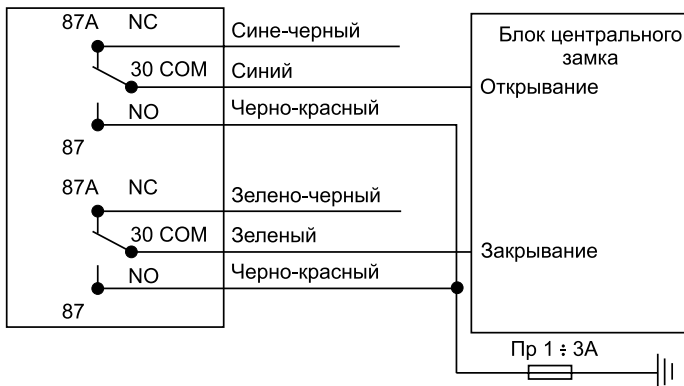 87A NC
Сине-черный
30 COM Синий
NO Черно-красный
87
87A NC
Зелено-черный
30 COM Зеленый
NO Черно-красный
87
Блок центрального
замка
Открывание
Закрывание
Пр 1 ÷ 3А